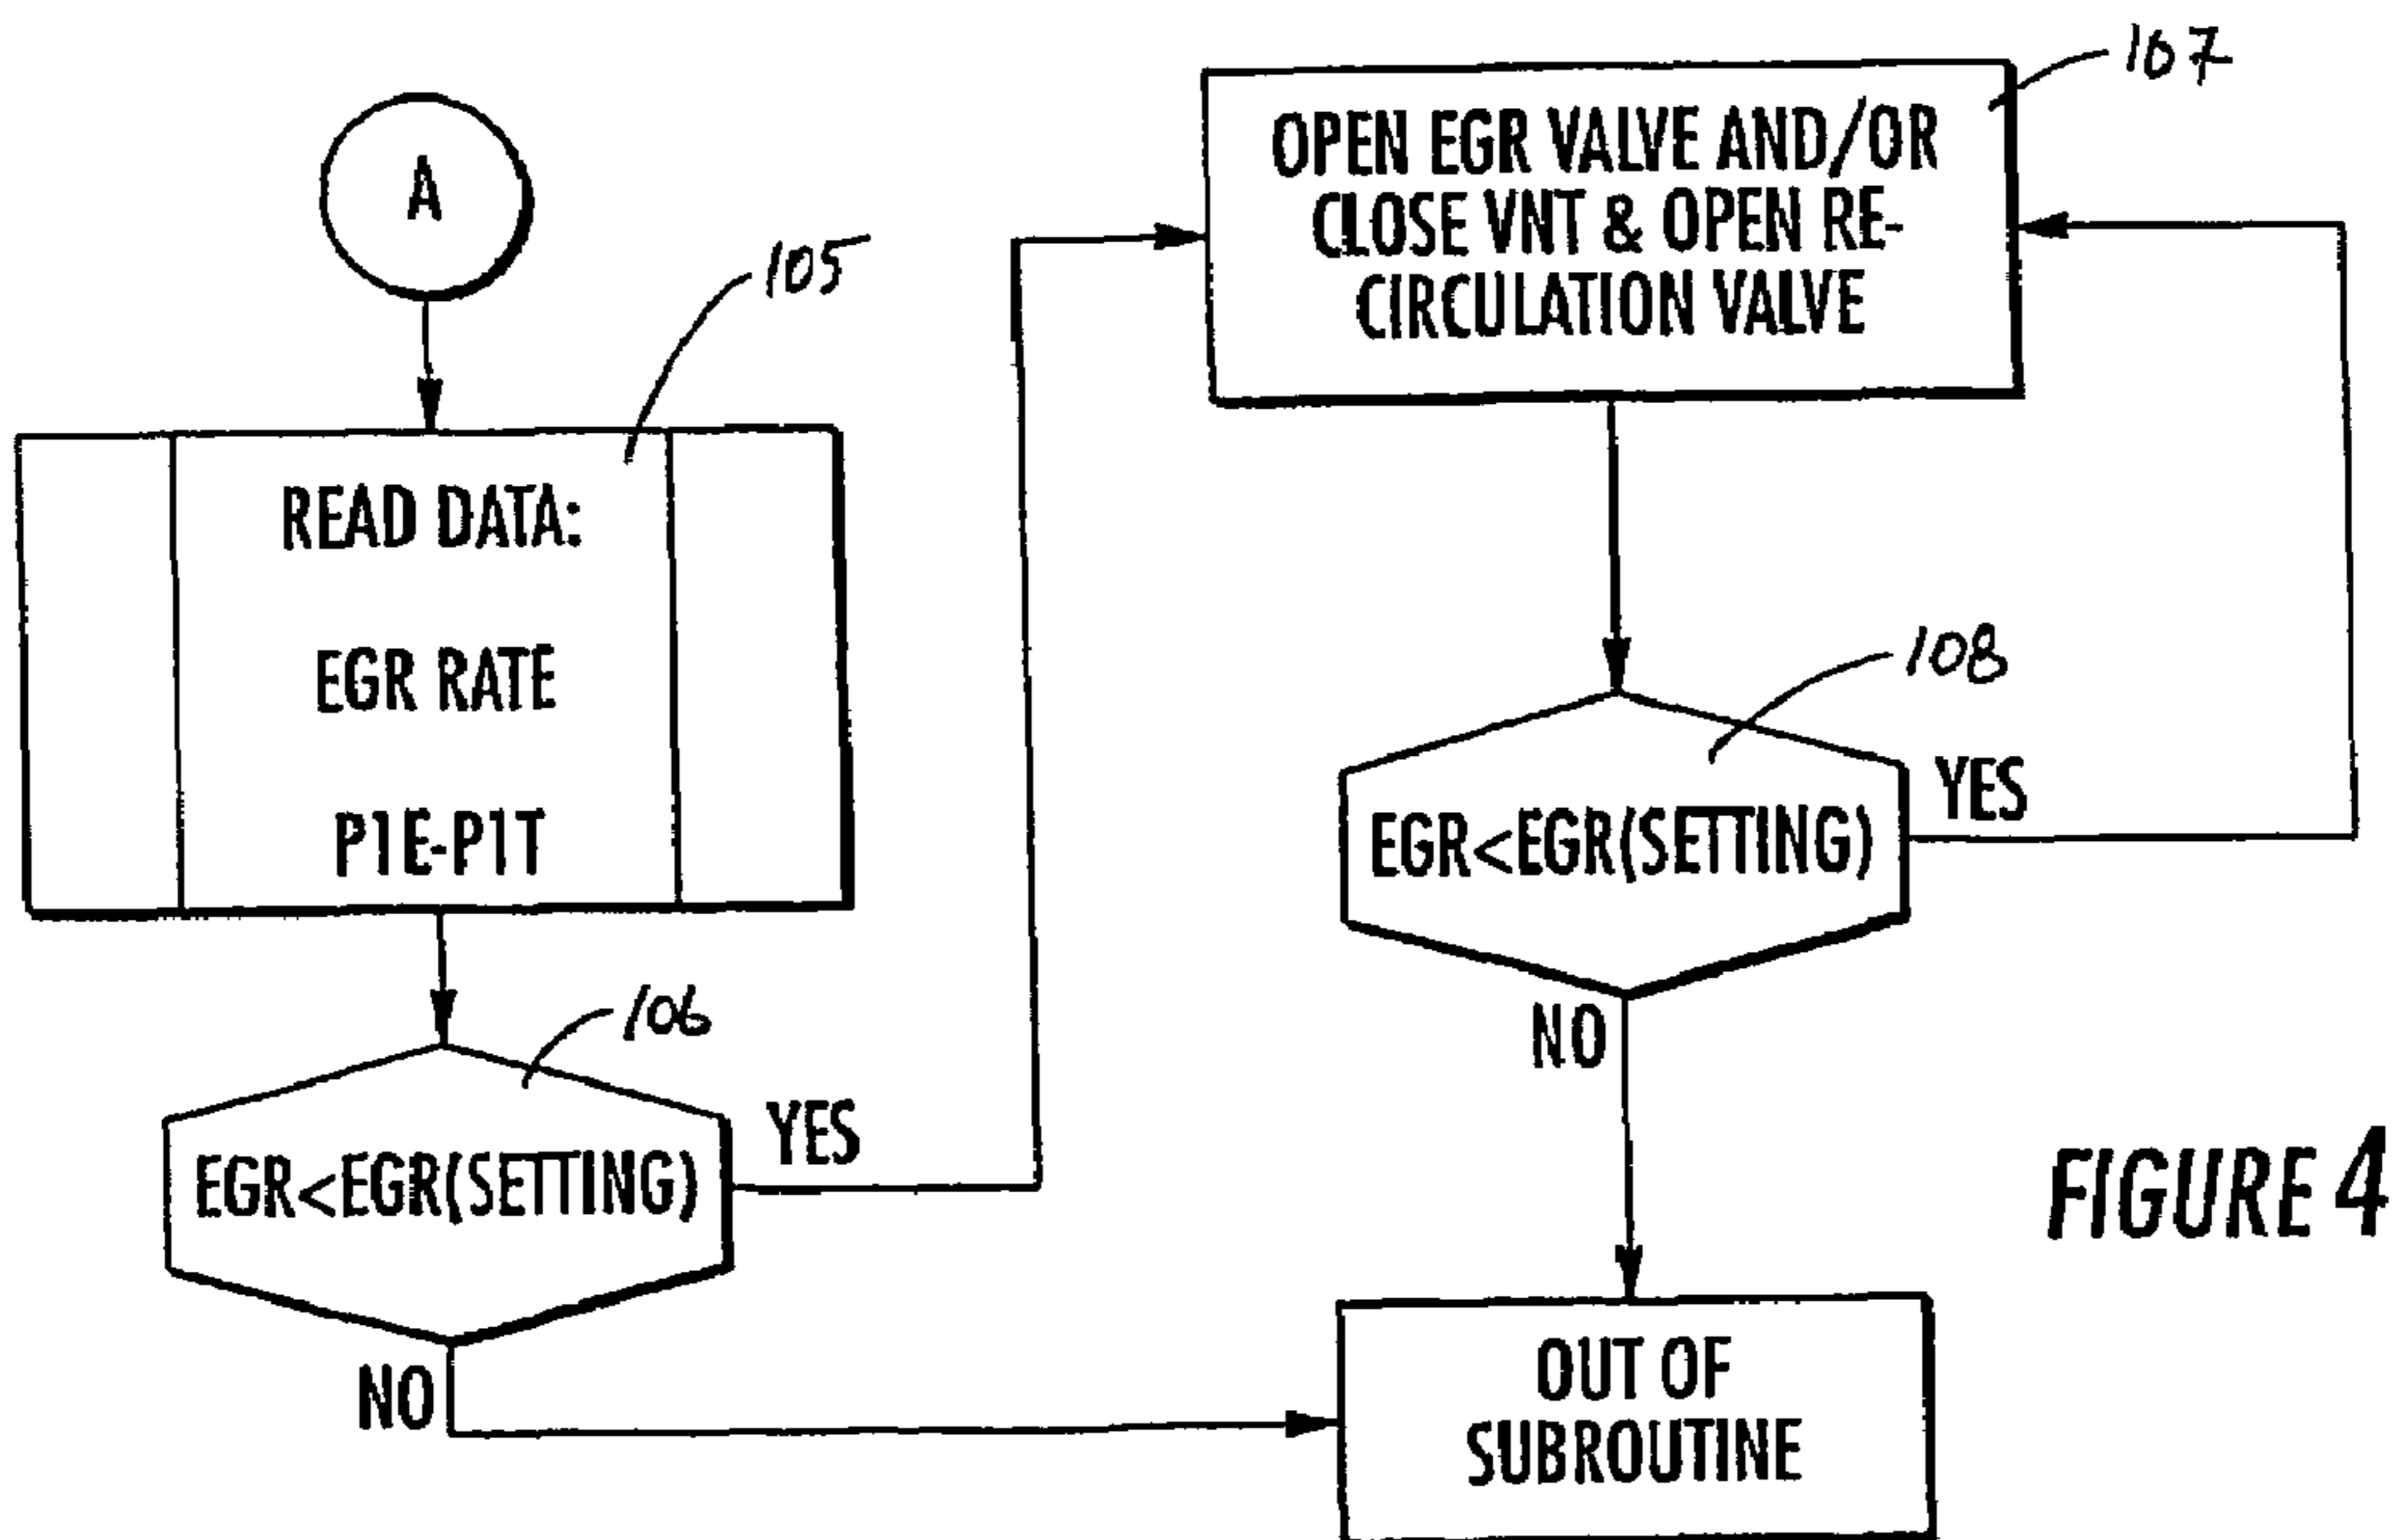 A
105
READ DATA:
EGR RATE
P1E-P1T
106
EGR<EGR(SETTING)
YES
NO
107
OPEN EGR VALVE AND/OR
CLOSE VNT & OPEN RE-
CIRCULATION VALVE
108
EGR<EGR(SETTING)
YES
NO
OUT OF
SUBROUTINE
FIGURE 4